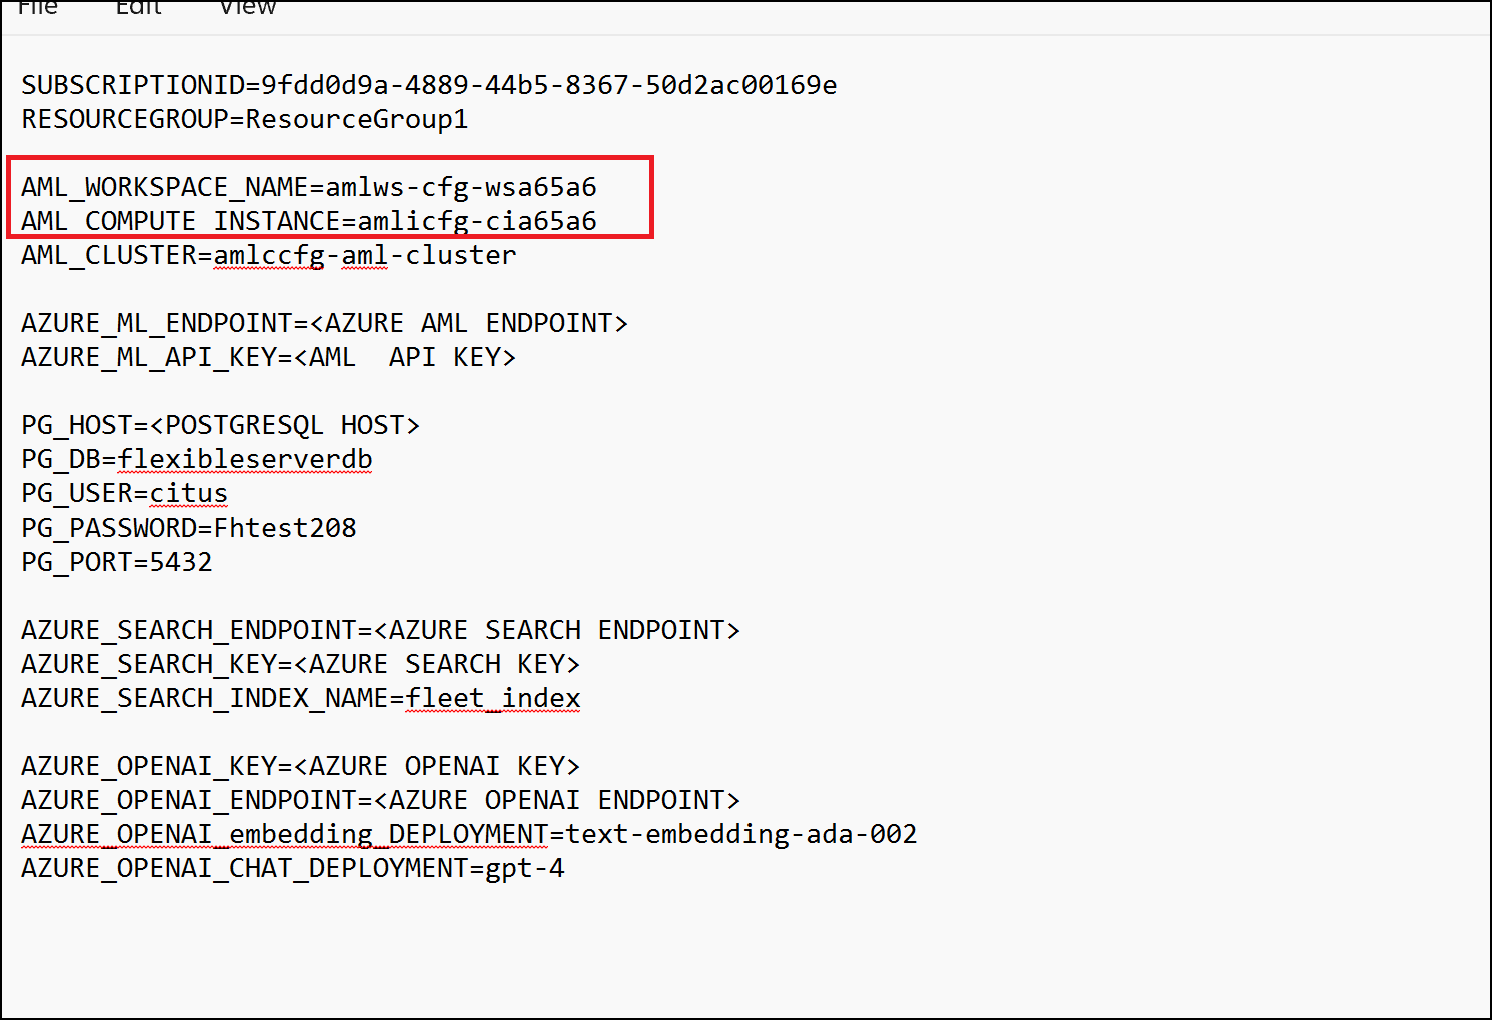 File Edit View
SUBSCRIPTIONID=9fdd0d9a-4889-44b5-8367-50d2ac00169e
RESOURCEGROUP=ResourceGroup1
AML_WORKSPACE_NAME=amlws-cfg-wsa65a6
AML_COMPUTE_INSTANCE=amlicfg-cia65a6
AML_CLUSTER=amlccfg-aml-cluster
AZURE_ML_ENDPOINT=<AZURE AML ENDPOINT>
AZURE_ML_API_KEY=<AML  API KEY>
PG_HOST=<POSTGRESQL HOST>
PG_DB=flexibleserverdb
PG_USER=citus
PG_PASSWORD=Fhtest208
PG_PORT=5432
AZURE_SEARCH_ENDPOINT=<AZURE SEARCH ENDPOINT>
AZURE_SEARCH_KEY=<AZURE SEARCH KEY>
AZURE_SEARCH_INDEX_NAME=fleet_index
AZURE_OPENAI_KEY=<AZURE OPENAI KEY>
AZURE_OPENAI_ENDPOINT=<AZURE OPENAI ENDPOINT>
AZURE_OPENAI_embedding_DEPLOYMENT=text-embedding-ada-002
AZURE_OPENAI_CHAT_DEPLOYMENT=gpt-4